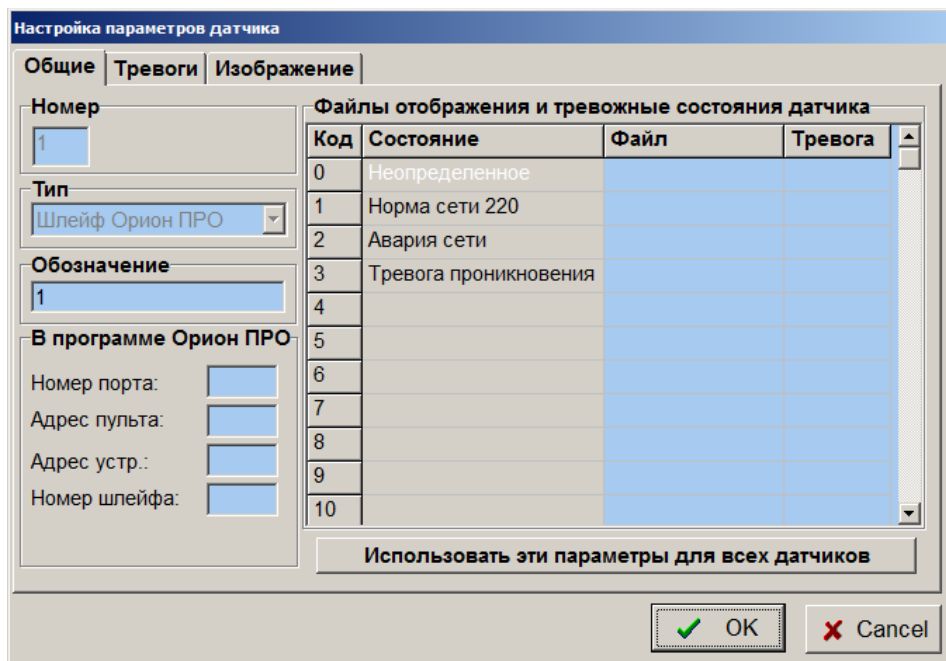 Настройка параметров датчика
Общие Тревоги Изображение
Номер
1
Тип
Шлейф Орион ПРО
Обозначение
1
В программе Орион ПРО
Номер порта:
Адрес пульта:
Адрес устр.:
Номер шлейфа:
Файлы отображения и тревожные состояния датчика
Код Состояние Файл Тревога
0 Неопределенное
1 Норма сети 220
2 Авария сети
3 Тревога проникновения
4
5
6
7
8
9
10
Использовать эти параметры для всех датчиков
OK Cancel